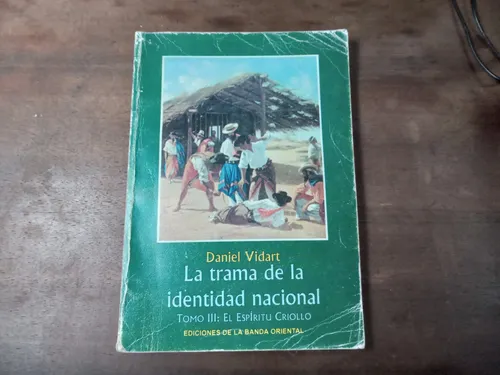 Daniel Vidart
La trama de la
identidad nacional
TOMO III: EL ESPÍRITU CRIOLLO
EDICIONES DE LA BANDA ORIENTAL